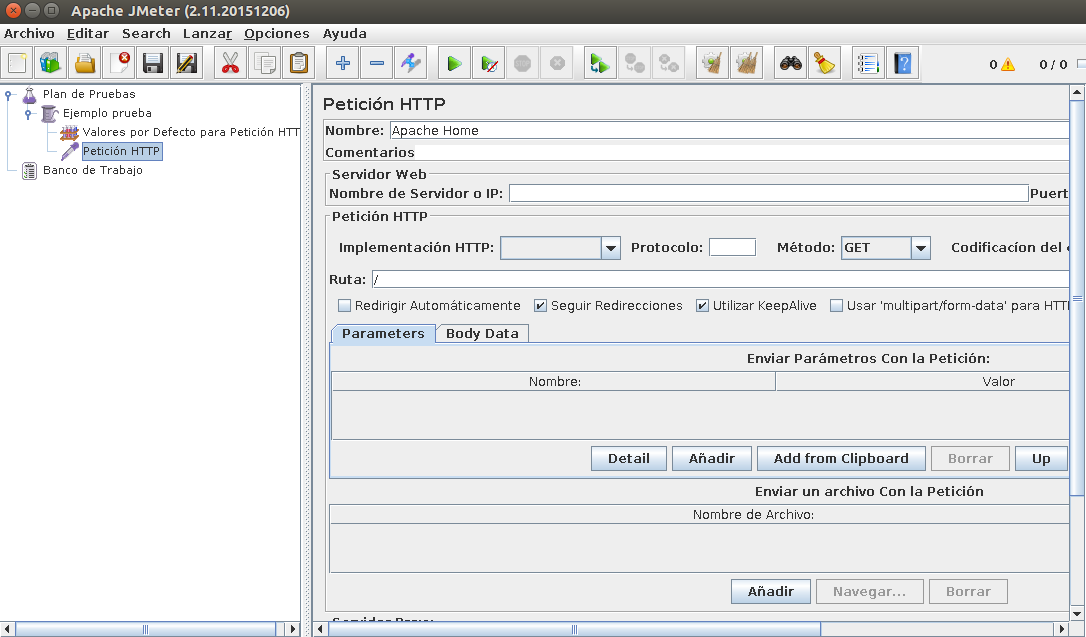 Apache JMeter (2.11.20151206)
Archivo Editar Search Lanzar Opciones Ayuda
0 0 / 0
Plan de Pruebas
Ejemplo prueba
Valores por Defecto para Petición HTT
Petición HTTP
Banco de Trabajo
Petición HTTP
Nombre: Apache Home
Comentarios
Servidor Web
Nombre de Servidor o IP: Puert
Petición HTTP
Implementación HTTP: Protocolo: Método: GET Codificacíon del
Ruta: /
Redirigir Automáticamente Seguir Redirecciones Utilizar KeepAlive Usar 'multipart/form-data' para HTT
Parameters Body Data
Enviar Parámetros Con la Petición:
Nombre: Valor
Detail Añadir Add from Clipboard Borrar Up
Enviar un archivo Con la Petición
Nombre de Archivo:
Añadir Navegar... Borrar